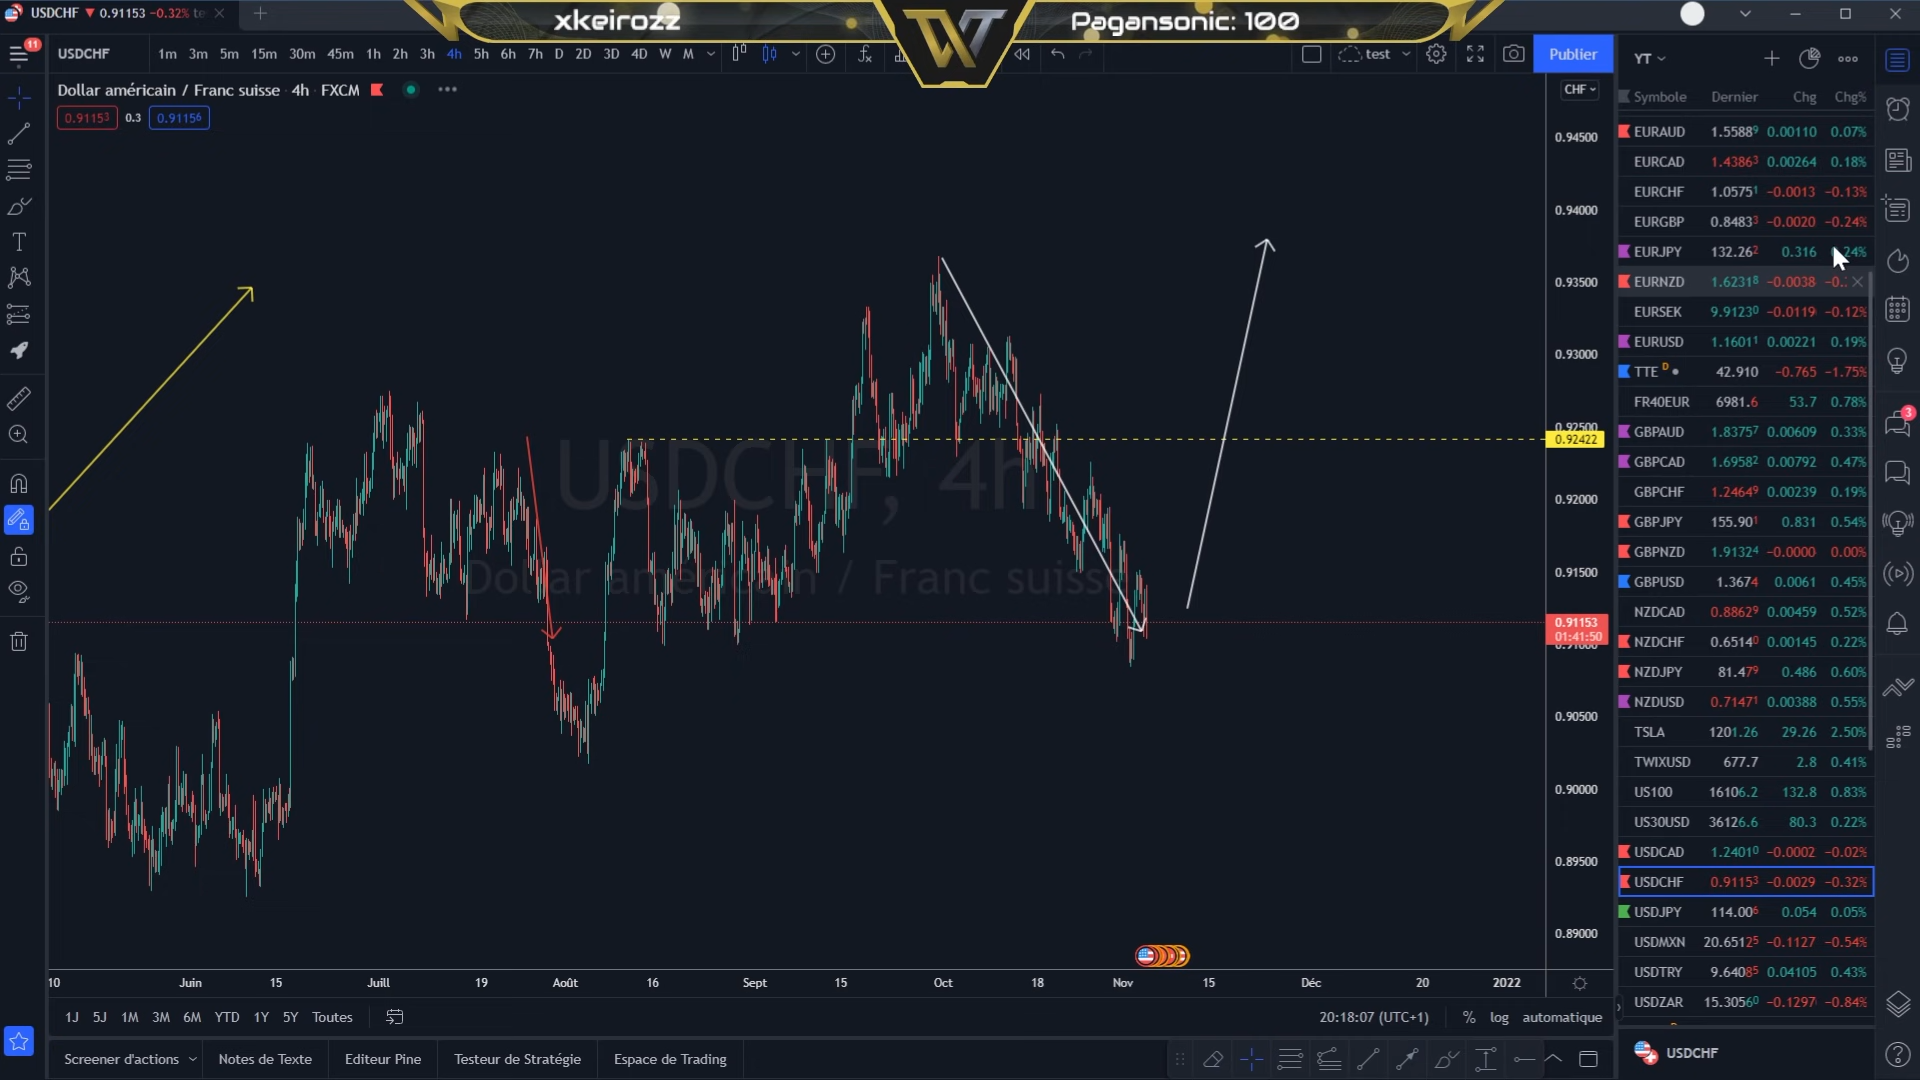 USDCHF ▼ 0.91153 −0.32% te
xkeirozz
Pagansonic: 100
11
USDCHF
1m 3m 5m 15m 30m 45m 1h 2h 3h 4h 5h 6h 7h D 2D 3D 4D W M
test
Publier
YT
Dollar américain / Franc suisse · 4h · FXCM
0.91153 0.3 0.91156
CHF
Symbole Dernier Chg Chg%
EURAUD 1.55889 0.00110 0.07%
EURCAD 1.43863 0.00264 0.18%
EURCHF 1.05751 −0.0013 −0.13%
EURGBP 0.84833 −0.0020 −0.24%
EURJPY 132.262 0.316 0.24%
EURNZD 1.62318 −0.0038
EURSEK 9.91230 −0.0119 −0.12%
EURUSD 1.16011 0.00221 0.19%
TTE D 42.910 −0.765 −1.75%
FR40EUR 6981.6 53.7 0.78%
GBPAUD 1.83757 0.00609 0.33%
GBPCAD 1.69582 0.00792 0.47%
GBPCHF 1.24649 0.00239 0.19%
GBPJPY 155.901 0.831 0.54%
GBPNZD 1.91324 −0.0000 0.00%
GBPUSD 1.3674 0.0061 0.45%
NZDCAD 0.88629 0.00459 0.52%
NZDCHF 0.65140 0.00145 0.22%
NZDJPY 81.479 0.486 0.60%
NZDUSD 0.71471 0.00388 0.55%
TSLA 1201.26 29.26 2.50%
TWIXUSD 677.7 2.8 0.41%
US100 16106.2 132.8 0.83%
US30USD 36126.6 80.3 0.22%
USDCAD 1.24010 −0.0002 −0.02%
USDCHF 0.91153 −0.0029 −0.32%
USDJPY 114.006 0.054 0.05%
USDMXN 20.65125 −0.1127 −0.54%
USDTRY 9.64085 0.04105 0.43%
USDZAR 15.30560 −0.1297 −0.84%
USDCHF
3
0.94500
0.94000
0.93500
0.93000
0.92500
0.92422
0.92000
0.91500
0.91153
01:41:50
0.91000
0.90500
0.90000
0.89500
0.89000
USDCHF, 4h
Dollar américain / Franc suisse
10 Juin 15 Juill 19 Août 16 Sept 15 Oct 18 Nov 15 Déc 20 2022
1J 5J 1M 3M 6M YTD 1Y 5Y Toutes
20:18:07 (UTC+1) % log automatique
Screener d'actions Notes de Texte Editeur Pine Testeur de Stratégie Espace de Trading